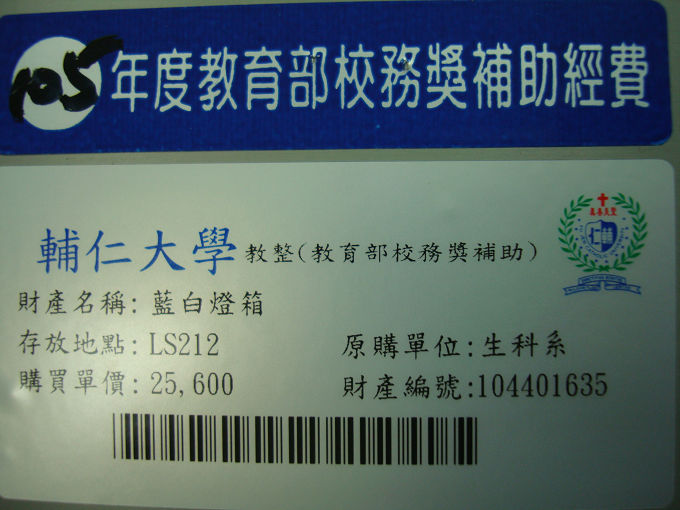 105年度教育部校務獎補助經費
輔仁大學 教整(教育部校務獎補助)
財產名稱: 藍白燈箱
存放地點: LS212
原購單位: 生科系
購買單價: 25,600
財產編號:104401635